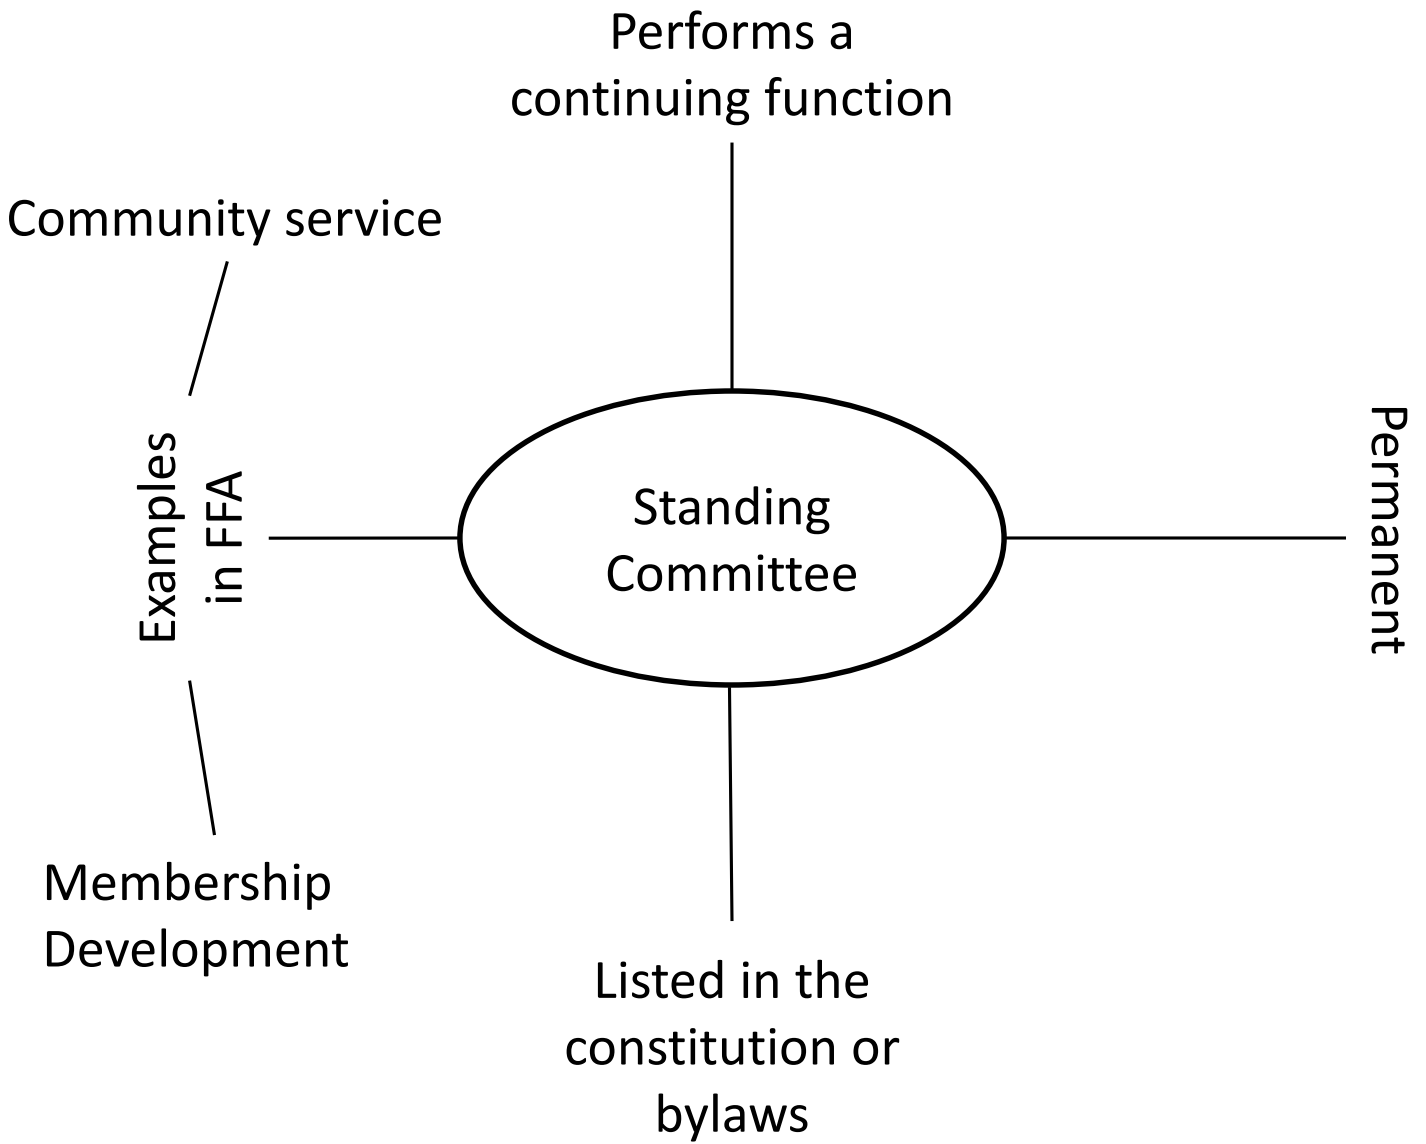 Performs a
continuing function
Community service
Examples
in FFA
Standing
Committee
Permanent
Membership
Development
Listed in the
constitution or
bylaws